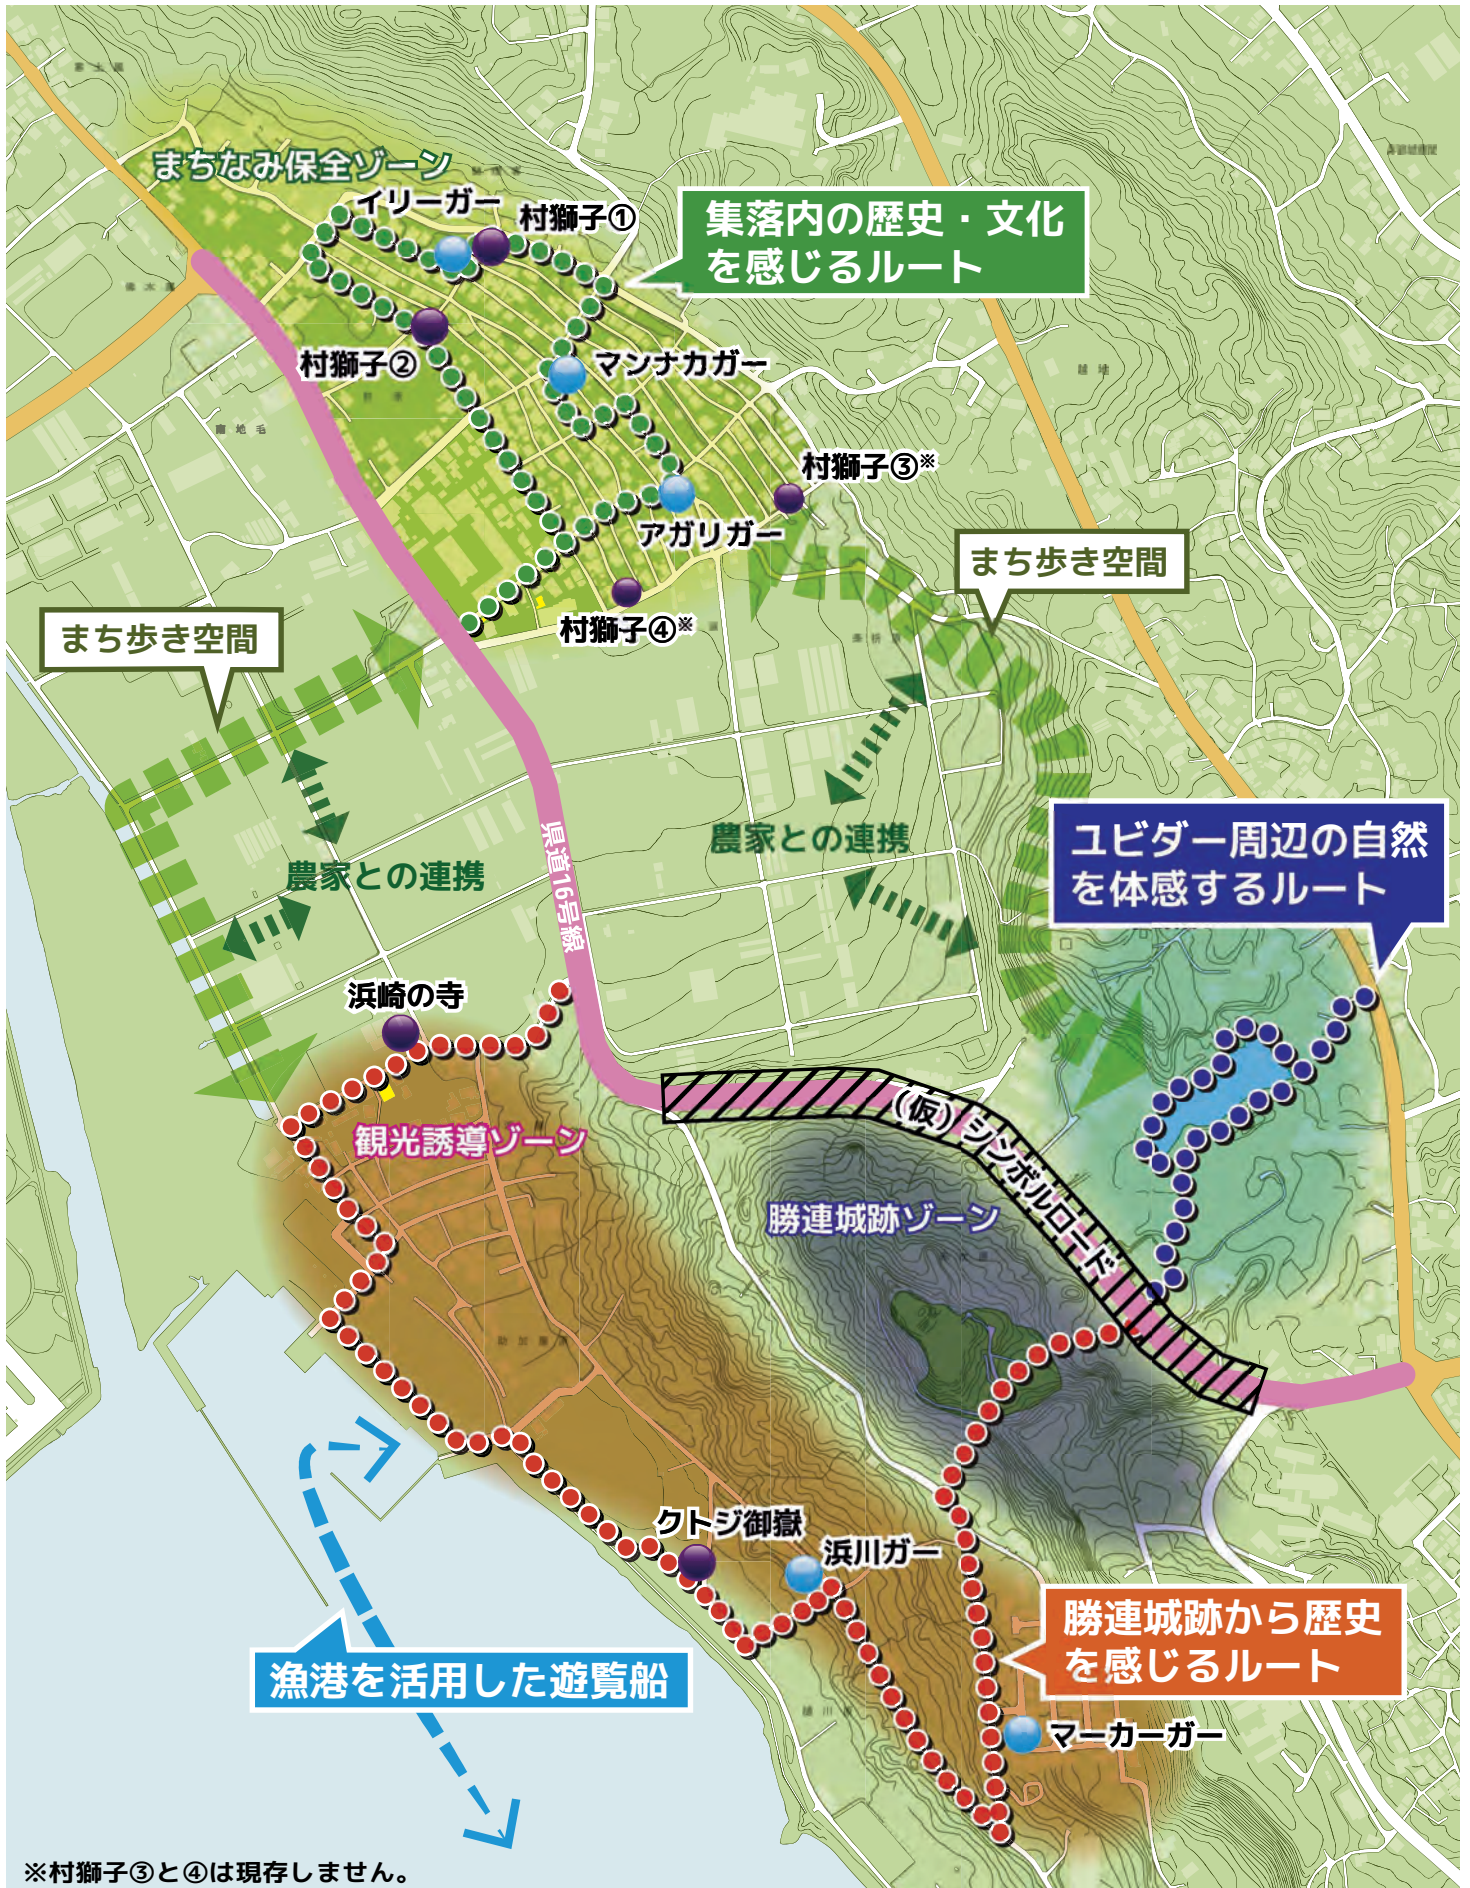 まちなみ保全ゾーン
イリーガー
村獅子①
集落内の歴史・文化
を感じるルート
村獅子②
マンナカガー
村獅子③※
アガリガー
村獅子④※
まち歩き空間
まち歩き空間
農家との連携
農家との連携
県道16号線
ユビダー周辺の自然
を体感するルート
浜崎の寺
観光誘導ゾーン
(仮)シンボルロード
勝連城跡ゾーン
クトジ御嶽
浜川ガー
勝連城跡から歴史
を感じるルート
漁港を活用した遊覧船
マーカーガー
※村獅子③と④は現存しません。